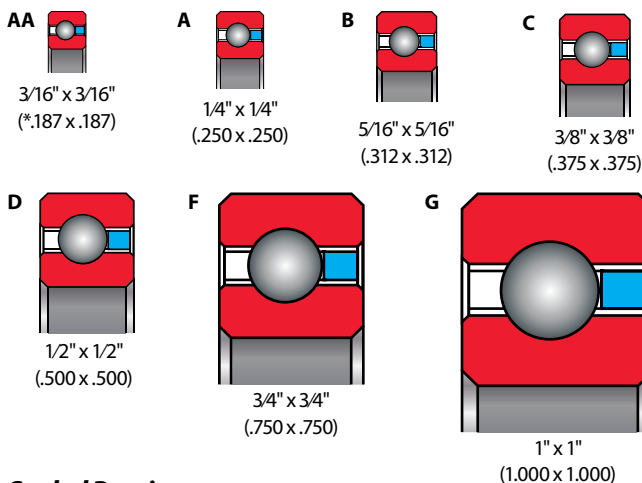 AA
A
B
C
3/16" x 3/16"
(*.187 x .187)
1/4" x 1/4"
(.250 x .250)
5/16" x 5/16"
(.312 x .312)
3/8" x 3/8"
(.375 x .375)
D
F
G
1/2" x 1/2"
(.500 x .500)
3/4" x 3/4"
(.750 x .750)
1" x 1"
(1.000 x 1.000)